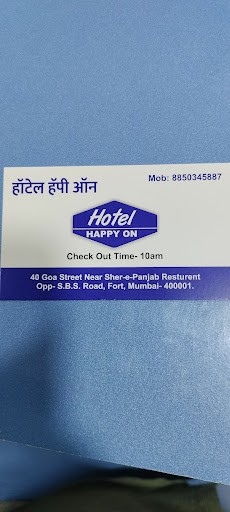 Mob: 8850345887
हॉटेल हॅपी ऑन
Hotel
HAPPY ON
Check Out Time- 10am
40 Goa Street Near Sher-e-Panjab Resturent
Opp- S.B.S. Road, Fort, Mumbai- 400001.